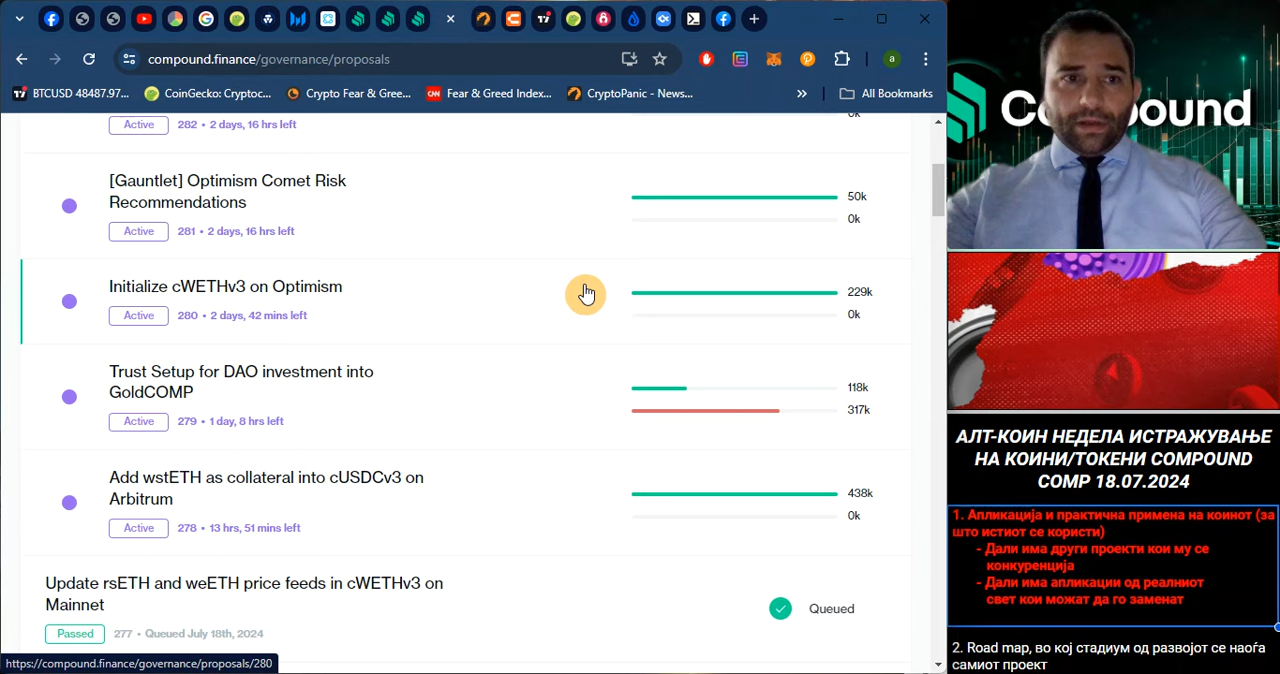 compound.finance/governance/proposals
a
BTCUSD 48487.97...
CoinGecko: Cryptoc...
Crypto Fear & Greed...
Fear & Greed Index...
CryptoPanic - News...
»
All Bookmarks
Active
282 • 2 days, 16 hrs left
0k
[Gauntlet] Optimism Comet Risk
Recommendations
50k
0k
Active
281 • 2 days, 16 hrs left
Initialize cWETHv3 on Optimism
229k
0k
Active
280 • 2 days, 42 mins left
Trust Setup for DAO investment into
GoldCOMP
118k
317k
Active
279 • 1 day, 8 hrs left
Add wstETH as collateral into cUSDCv3 on
Arbitrum
438k
0k
Active
278 • 13 hrs, 51 mins left
Update rsETH and weETH price feeds in cWETHv3 on
Mainnet
Queued
Passed
277 • Queued July 18th, 2024
https://compound.finance/governance/proposals/280
АЛТ-КОИН НЕДЕЛА ИСТРАЖУВАЊЕ
НА КОИНИ/ТОКЕНИ COMPOUND
COMP 18.07.2024
1. Апликација и практична примена на коинот (за
што истиот се користи)
- Дали има други проекти кои му се
конкуренција
- Дали има апликации од реалниот
свет кои можат да го заменат
2. Road map, во кој стадиум од развојот се наоѓа
самиот проект